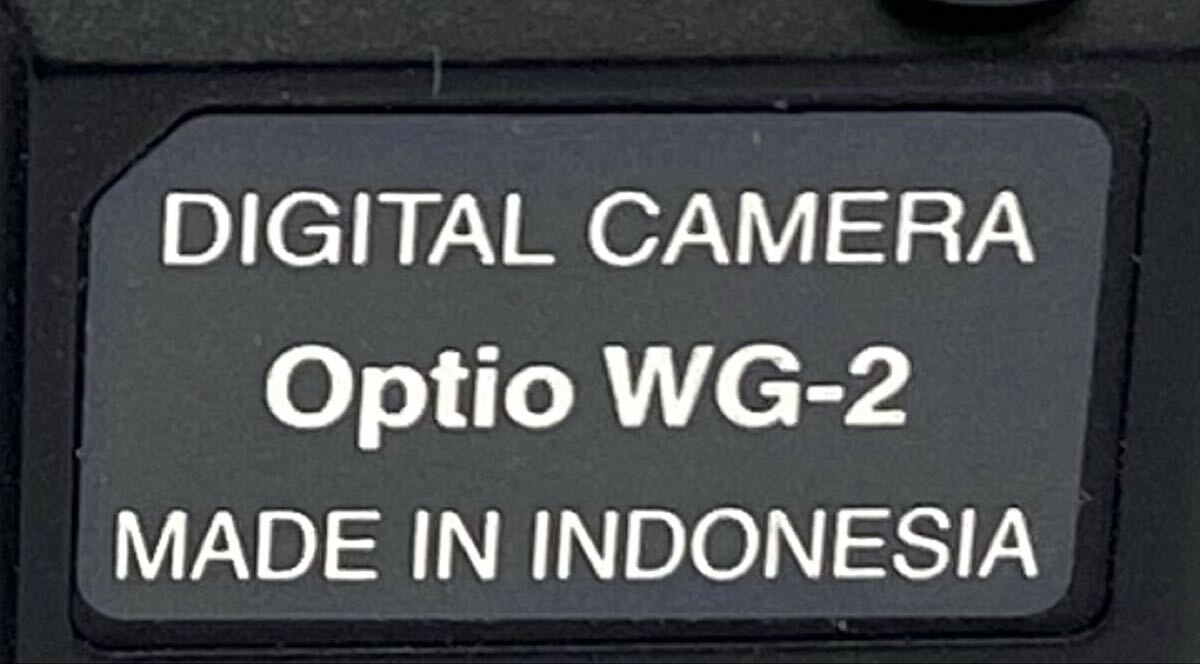 DIGITAL CAMERA
Optio WG-2
MADE IN INDONESIA